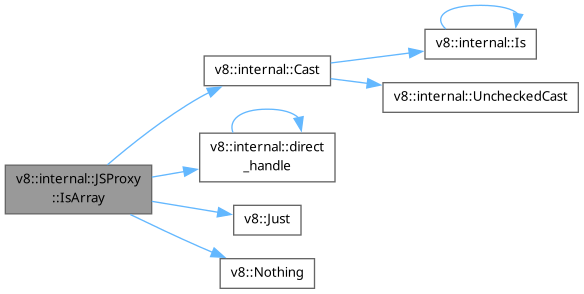 v8::internal::Is
v8::internal::Cast
v8::internal::UncheckedCast
v8::internal::direct
_handle
v8::internal::JSProxy
::IsArray
v8::Just
v8::Nothing